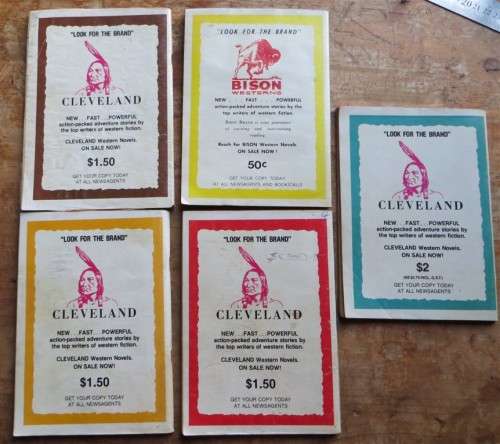 "LOOK FOR THE BRAND"
CLEVELAND
NEW . . . FAST . . . POWERFUL
action-packed adventure stories by
the top writers of western fiction.
CLEVELAND Western Novels.
ON SALE NOW!
$1.50
GET YOUR COPY TODAY
AT ALL NEWSAGENTS
"LOOK FOR THE BRAND"
BISON
WESTERNS
NEW . . . FAST . . . POWERFUL
action-packed adventure stories by the
top writers of western fiction.
Reach for BISON Western Novels.
ON SALE NOW!
50c
GET YOUR COPY TODAY
AT ALL NEWSAGENTS AND BOOKSTALLS
"LOOK FOR THE BRAND"
CLEVELAND
NEW . . . FAST . . . POWERFUL
action-packed adventure stories by
the top writers of western fiction.
CLEVELAND Western Novels.
ON SALE NOW!
$2
GET YOUR COPY TODAY
AT ALL NEWSAGENTS
"LOOK FOR THE BRAND"
CLEVELAND
NEW . . . FAST . . . POWERFUL
action-packed adventure stories by
the top writers of western fiction.
CLEVELAND Western Novels.
ON SALE NOW!
$1.50
GET YOUR COPY TODAY
AT ALL NEWSAGENTS
"LOOK FOR THE BRAND"
CLEVELAND
NEW . . . FAST . . . POWERFUL
action-packed adventure stories by
the top writers of western fiction.
CLEVELAND Western Novels.
ON SALE NOW!
$1.50
GET YOUR COPY TODAY
AT ALL NEWSAGENTS